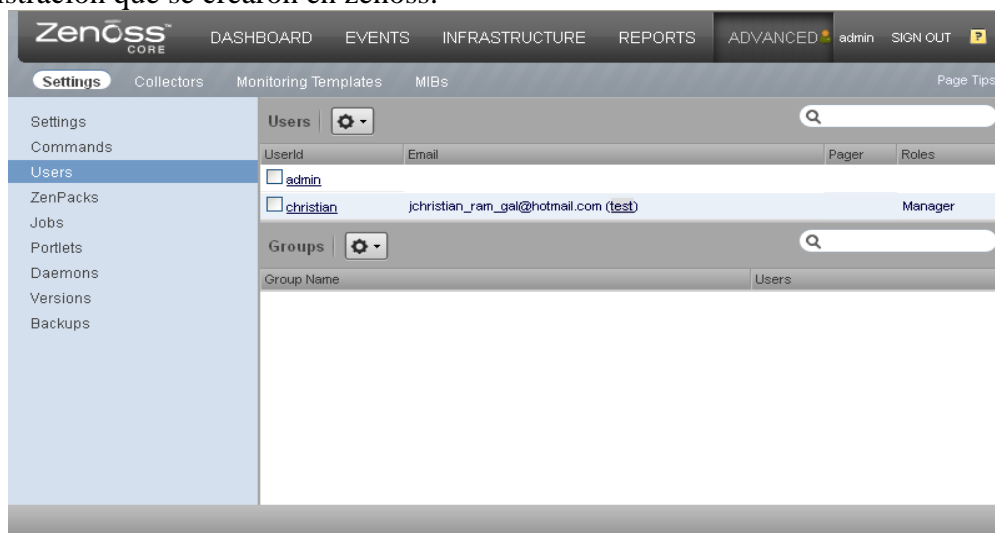 que se crearon en zenoss.
Zenōss CORE
DASHBOARD EVENTS INFRASTRUCTURE REPORTS ADVANCED admin SIGN OUT ?
Settings Collectors Monitoring Templates MIBs Page Tips
Settings
Commands
Users
ZenPacks
Jobs
Portlets
Daemons
Versions
Backups
Users
UserId Email Pager Roles
admin
christian jchristian_ram_gal@hotmail.com (test) Manager
Groups
Group Name Users